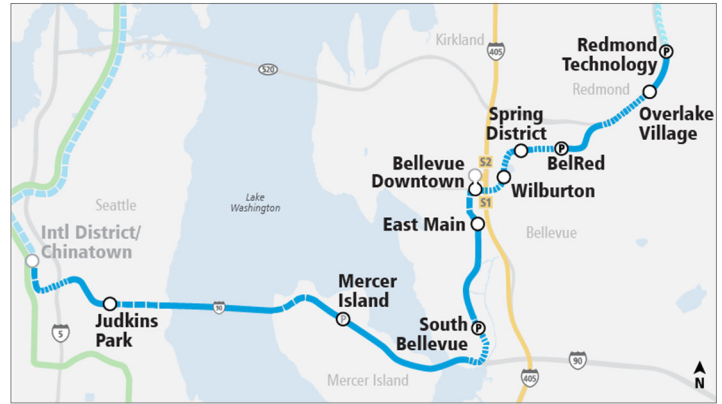 Kirkland
405
520
Redmond
Technology
P
Redmond
Overlake
Village
Spring
District
P
BelRed
S2
Bellevue
Downtown
Wilburton
S1
Lake
Washington
Seattle
East Main
Bellevue
Intl District/
Chinatown
Mercer
Island
P
90
Judkins
Park
5
South
Bellevue
P
90
Mercer Island
405
N